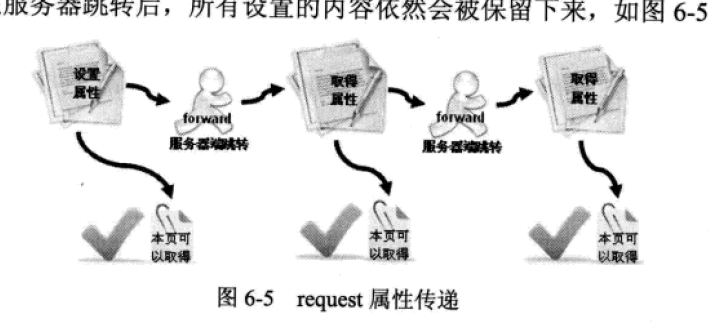 服务器跳转后，所有设置的内容依然会被保留下来，如图 6-5
设置
属性
forward
服务器端跳转
取得
属性
forward
服务器端跳转
取得
属性
本页可
以取得
本页可
以取得
本页可
以取得
图 6-5 request 属性传递